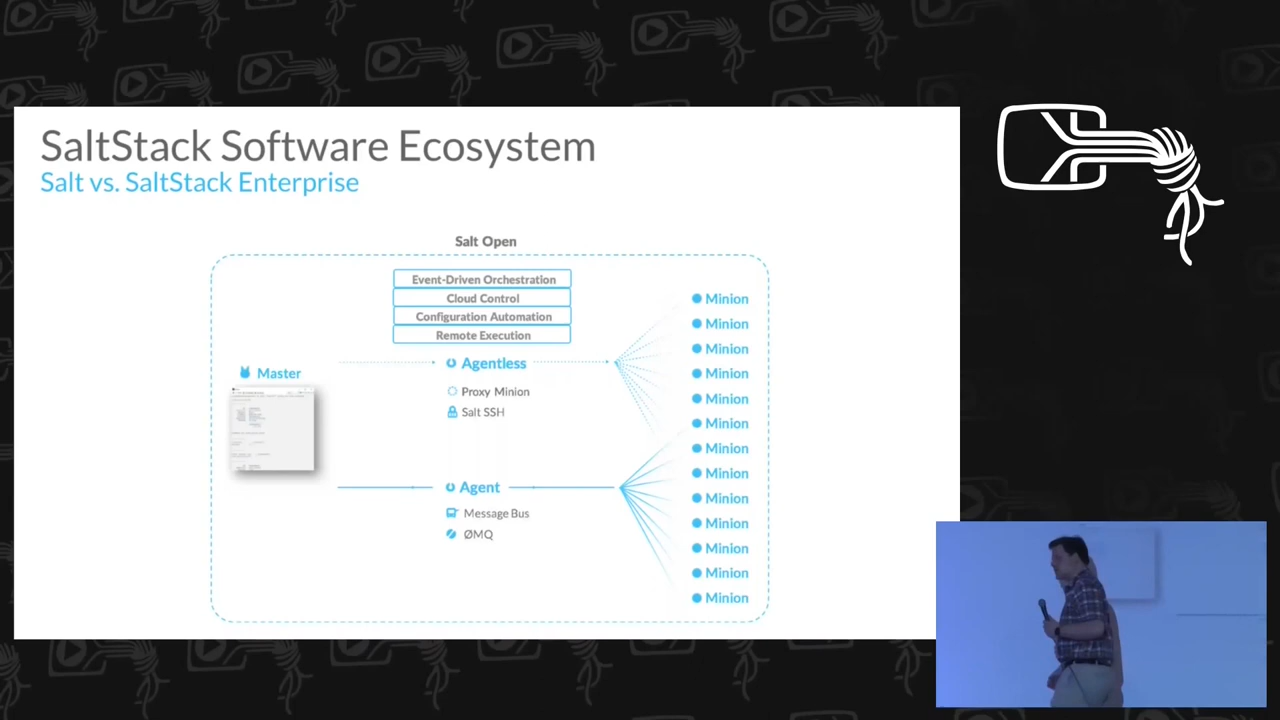 SaltStack Software Ecosystem
Salt vs. SaltStack Enterprise
Salt Open
Event-Driven Orchestration
Cloud Control
Configuration Automation
Remote Execution
Master
Agentless
Proxy Minion
Salt SSH
Agent
Message Bus
ØMQ
Minion
Minion
Minion
Minion
Minion
Minion
Minion
Minion
Minion
Minion
Minion
Minion
Minion